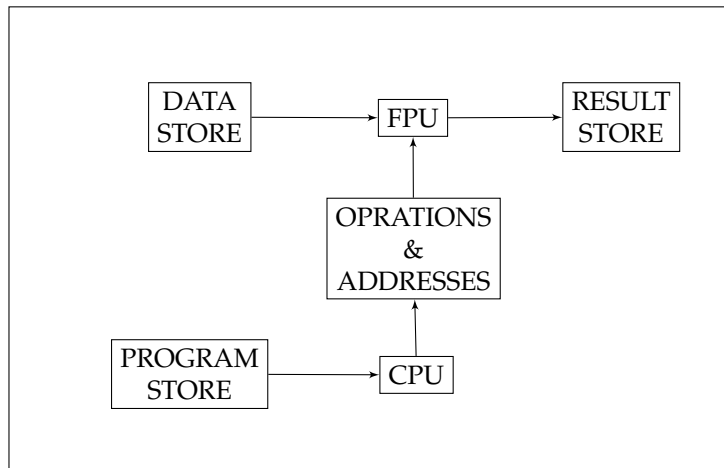 DATA
STORE
FPU
RESULT
STORE
OPRATIONS
&
ADDRESSES
PROGRAM
STORE
CPU